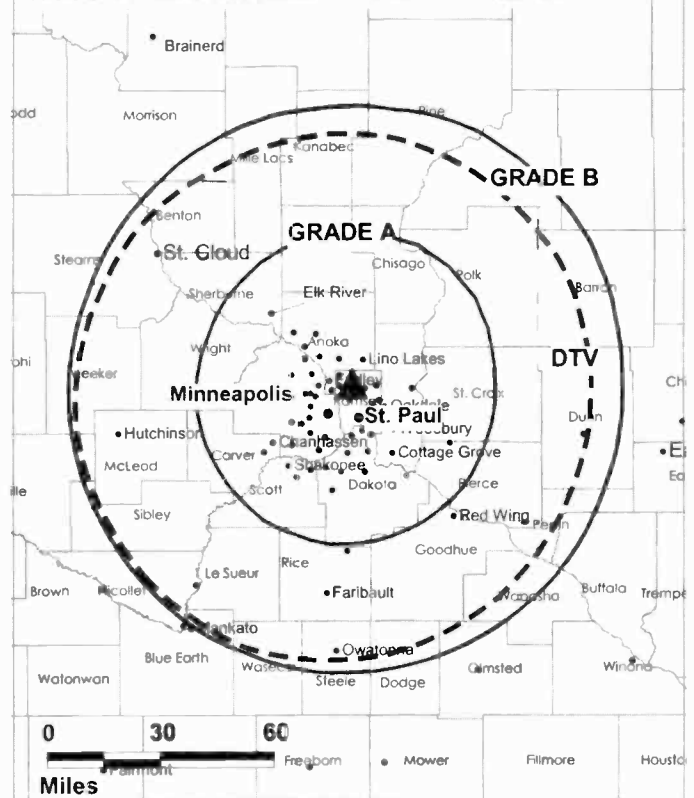 Brainerd
Morrison
Pine
Kanabec
Mille Lacs
GRADE B
Benton
GRADE A
St. Cloud
Stearns
Chisago
Polk
Sherburne
Elk River
Barron
Wright
Anoka
Lino Lakes
DTV
Meeker
Minneapolis
St. Croix
St. Paul
Dunn
Hutchinson
Chanhassen
Carver
Cottage Grove
McLeod
Shakopee
Scott
Dakota
Pierce
Sibley
Red Wing
Pepin
Goodhue
Rice
Le Sueur
Brown
Nicollet
Faribault
Wabasha
Buffalo
Trempe
Mankato
Owatonna
Blue Earth
Waseca
Steele
Dodge
Olmsted
Winona
Watonwan
0 30 60
Miles
Fairmont
Freeborn
Mower
Fillmore
Housto